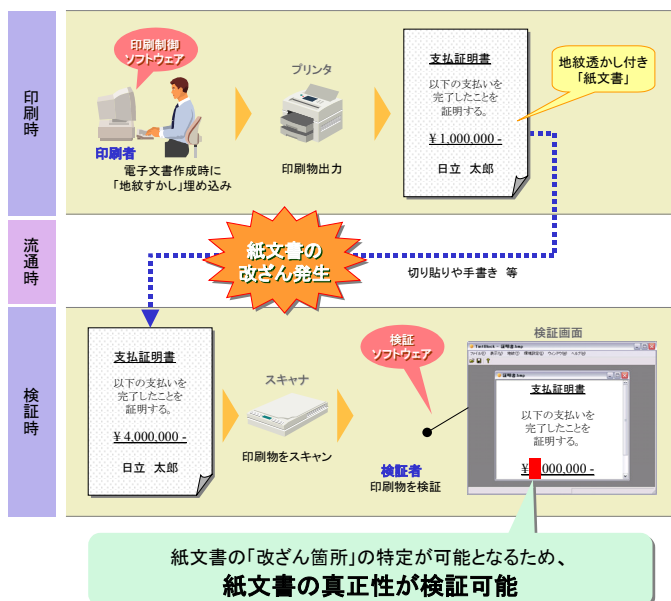 印刷時
印刷制御
ソフトウェア
印刷者
電子文書作成時に
「地紋すかし」埋め込み
プリンタ
印刷物出力
支払証明書
以下の支払いを
完了したことを
証明する。
¥ 1,000,000 -
日立 太郎
地紋透かし付き
「紙文書」
流通時
紙文書の
改ざん発生
切り貼りや手書き 等
検証時
支払証明書
以下の支払いを
完了したことを
証明する。
¥ 4,000,000 -
日立 太郎
スキャナ
印刷物をスキャン
検証
ソフトウェア
検証者
印刷物を検証
検証画面
証明書.bmp
支払証明書
以下の支払いを
完了したことを
証明する。
¥ 000,000 -
紙文書の「改ざん箇所」の特定が可能となるため、
紙文書の真正性が検証可能